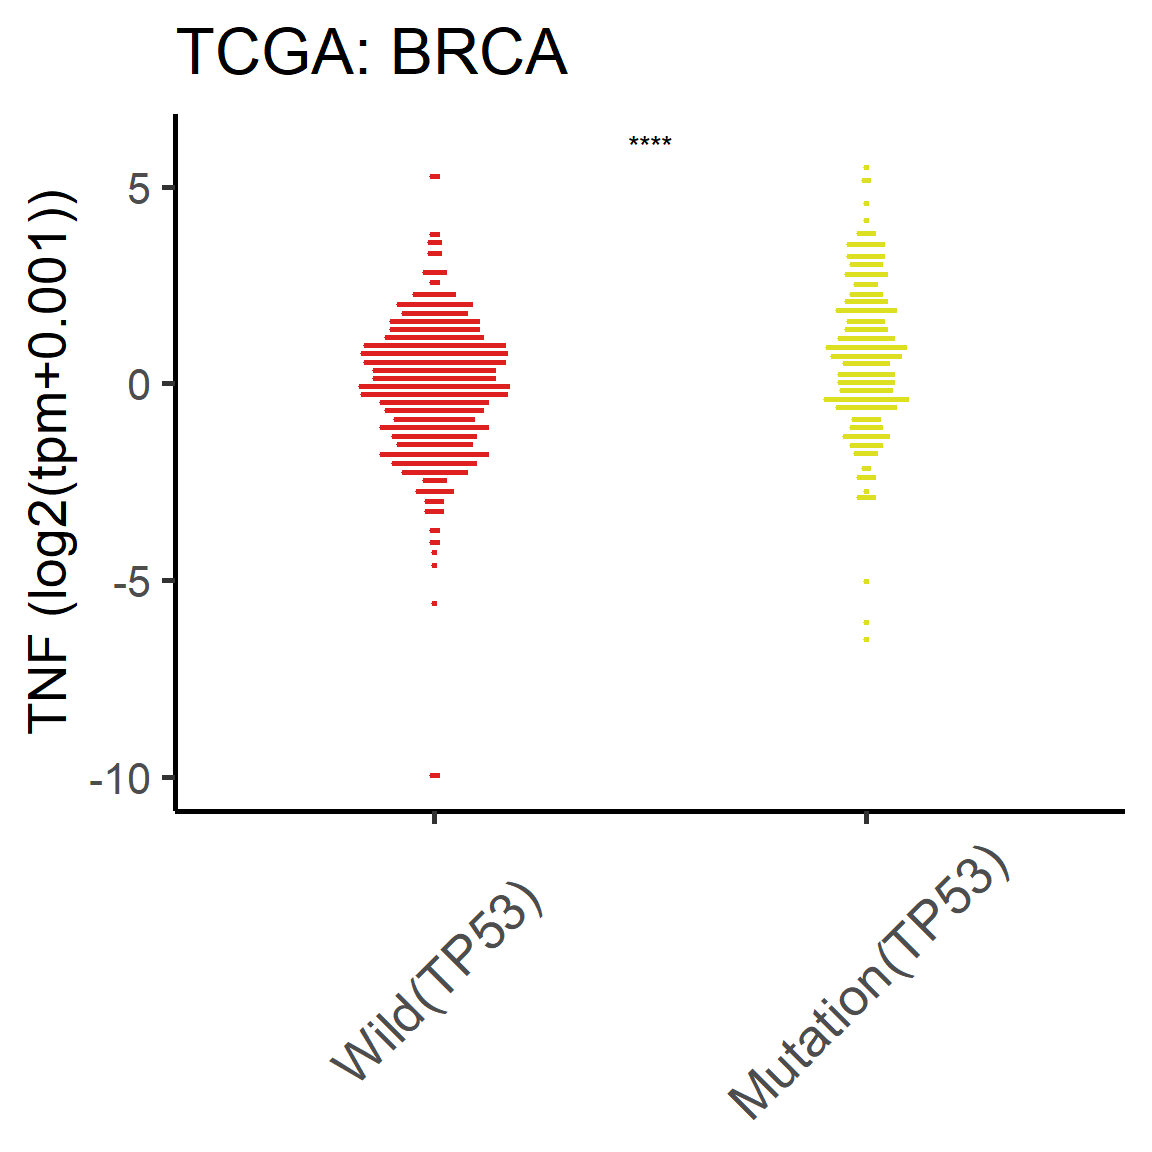 TCGA: BRCA
****
TNF (log2(tpm+0.001))
5
0
-5
-10
Wild(TP53)
Mutation(TP53)